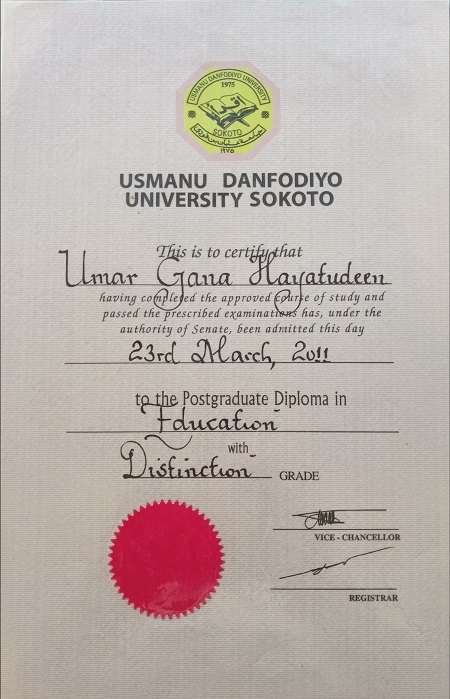 USMANU DANFODIYO UNIVERSITY
1975
SOKOTO
١٩٧٥
USMANU DANFODIYO
UNIVERSITY SOKOTO
This is to certify that
Umar Gana Hayatudeen
having completed the approved course of study and
passed the prescribed examinations has, under the
authority of Senate, been admitted this day
23rd March, 2011
to the Postgraduate Diploma in
Education
with
Distinction GRADE
VICE - CHANCELLOR
REGISTRAR